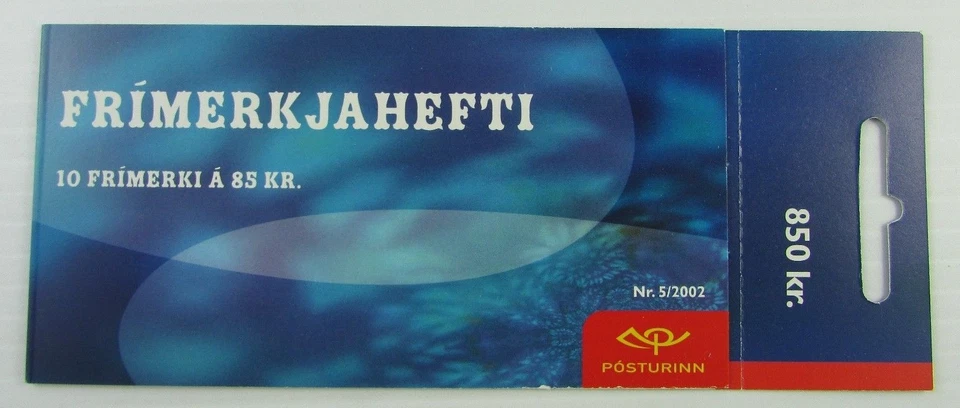 FRÍMERKJAHEFTI
10 FRÍMERKI Á 85 KR.
Nr. 5/2002
PÓSTURINN
850 kr.